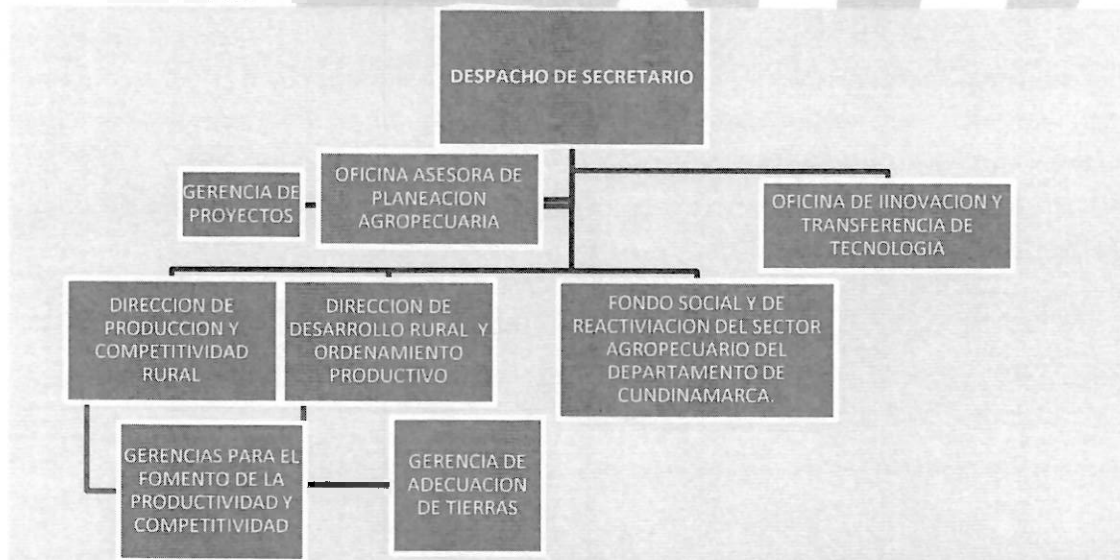 DESPACHO DE SECRETARIO
GERENCIA DE
PROYECTOS
OFICINA ASESORA DE
PLANEACION
AGROPECUARIA
OFICINA DE IINOVACION Y
TRANSFERENCIA DE
TECNOLOGIA
DIRECCION DE
PRODUCCION Y
COMPETITIVIDAD
RURAL
DIRECCION DE
DESARROLLO RURAL Y
ORDENAMIENTO
PRODUCTIVO
FONDO SOCIAL Y DE
REACTIVIACION DEL SECTOR
AGROPECUARIO DEL
DEPARTAMENTO DE
CUNDINAMARCA.
GERENCIAS PARA EL
FOMENTO DE LA
PRODUCTIVIDAD Y
COMPETITIVIDAD
GERENCIA DE
ADECUACION
DE TIERRAS